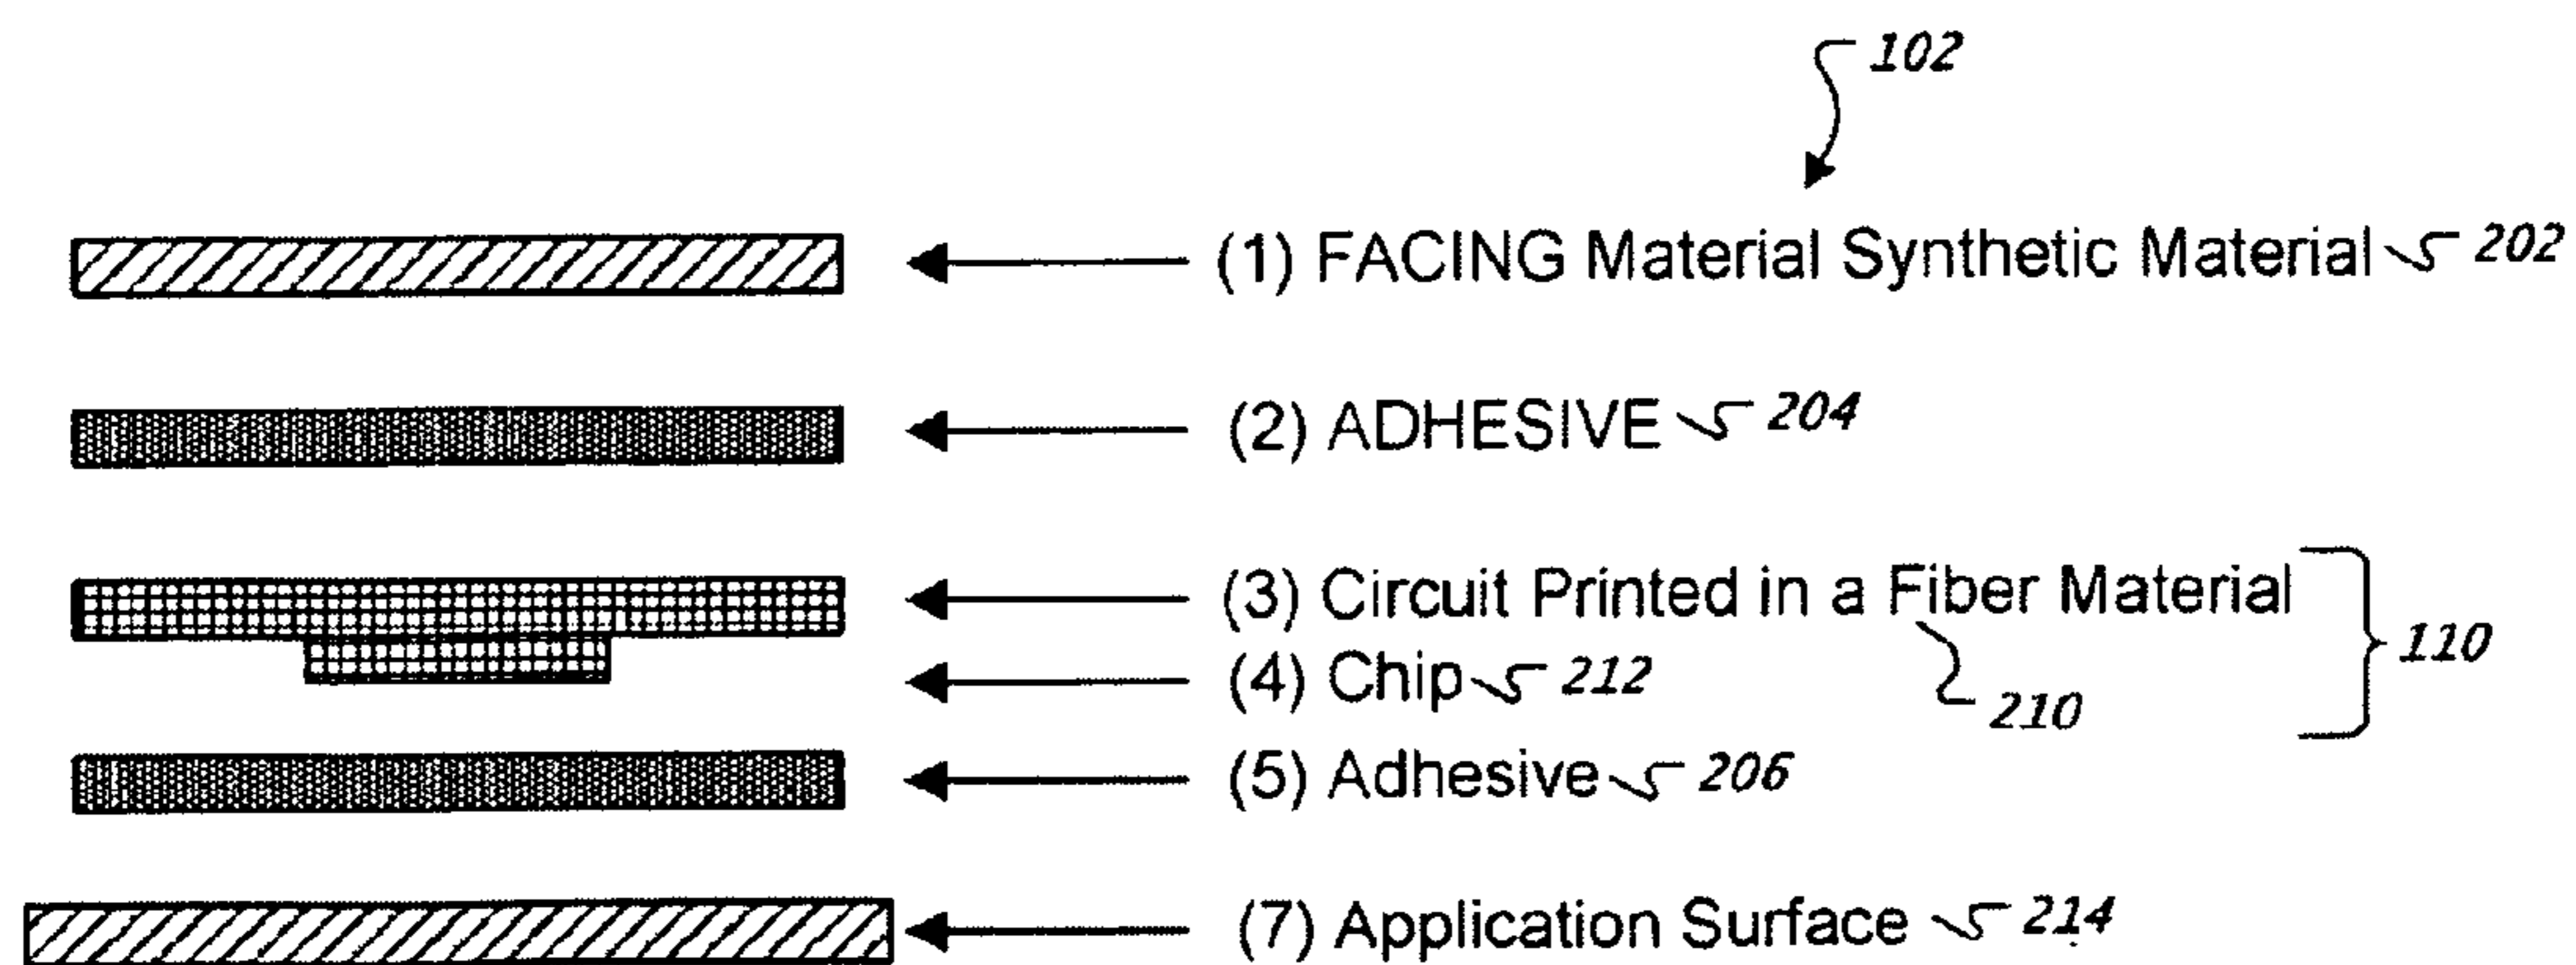 102
(1) FACING Material Synthetic Material 202
(2) ADHESIVE 204
(3) Circuit Printed in a Fiber Material
110
(4) Chip 212
210
(5) Adhesive 206
(7) Application Surface 214